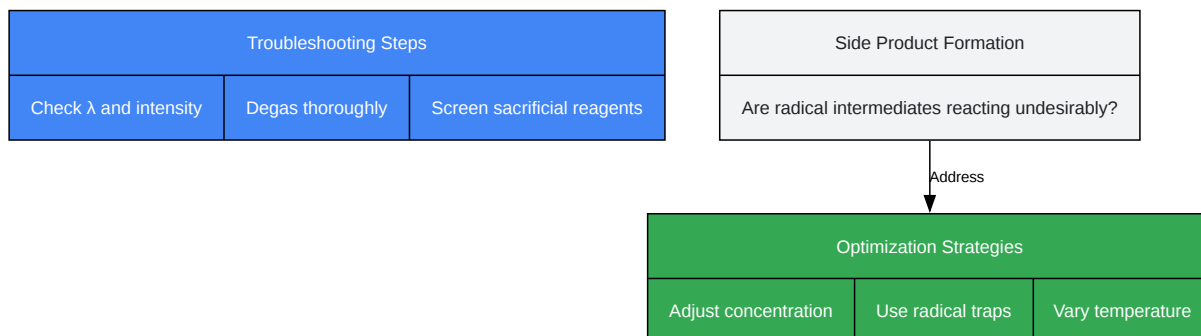 Troubleshooting Steps
Check λ and intensity
Degas thoroughly
Screen sacrificial reagents
Side Product Formation
Are radical intermediates reacting undesirably?
Address
Optimization Strategies
Adjust concentration
Use radical traps
Vary temperature